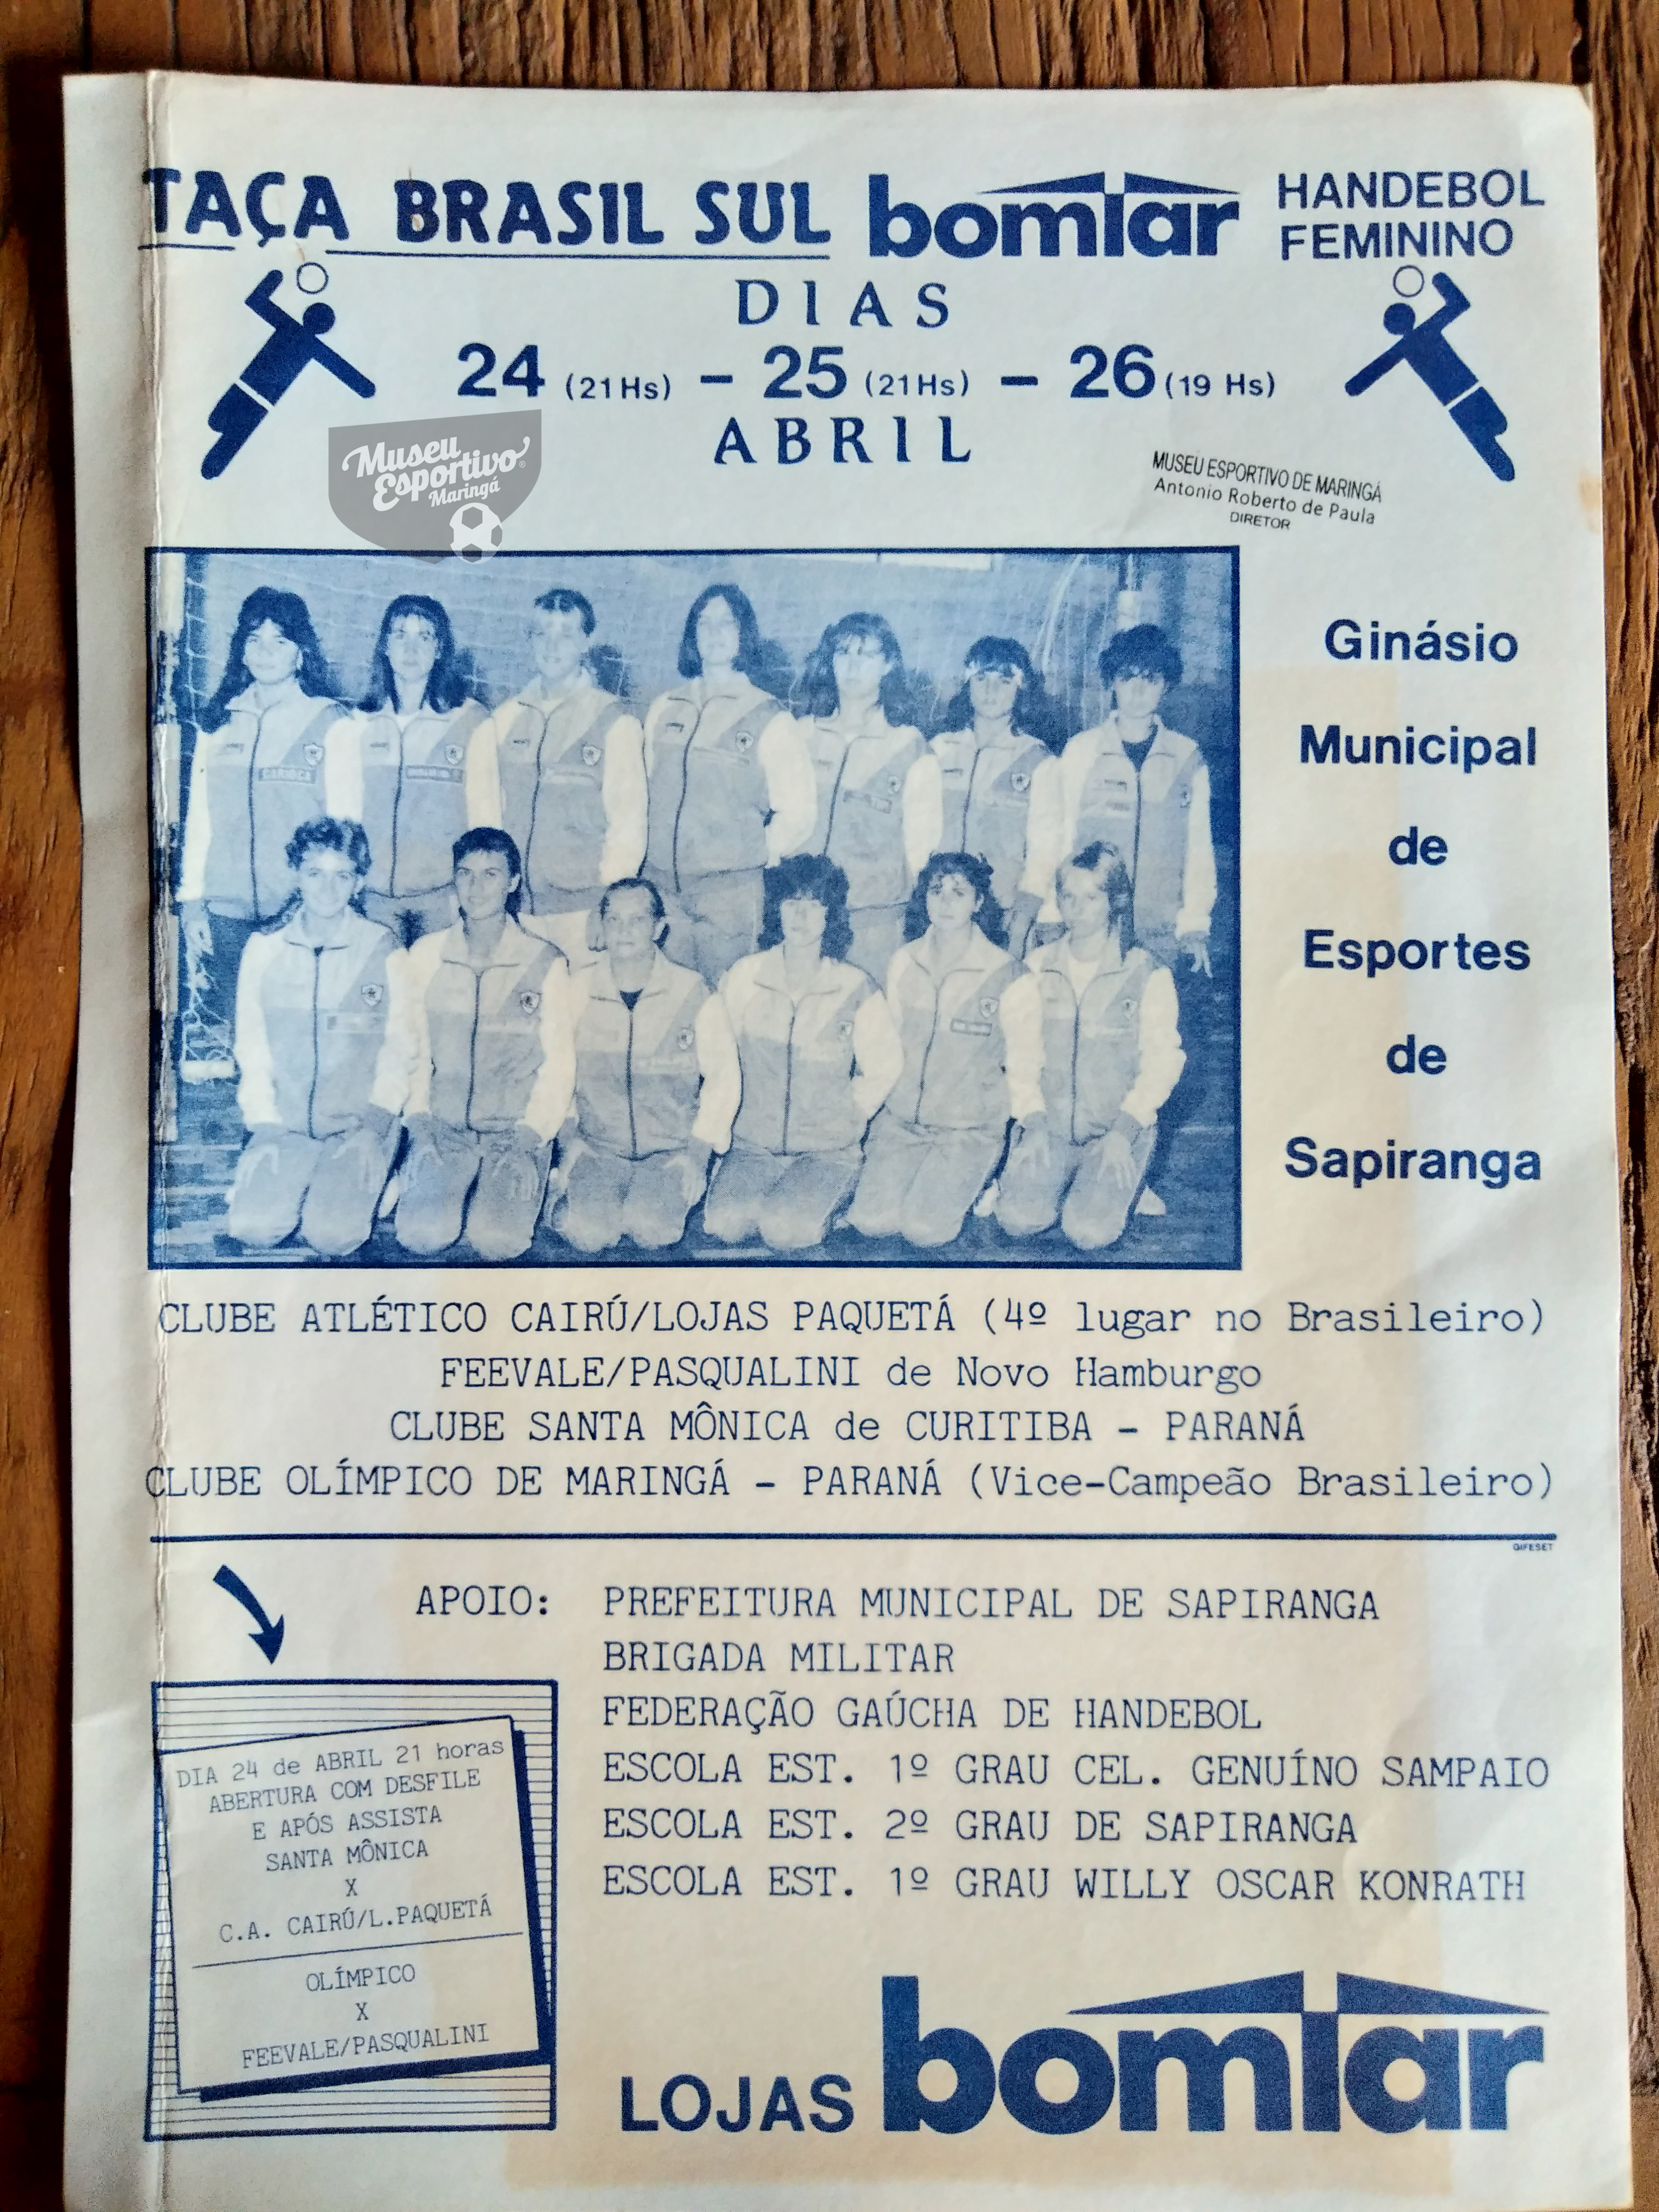 TAÇA BRASIL SUL bomlar HANDEBOL
FEMININO
DIAS
24 (21Hs) - 25 (21Hs) - 26 (19 Hs)
ABRIL
Museu
Esportivo
Maringá
MUSEU ESPORTIVO DE MARINGÁ
Antonio Roberto de Paula
DIRETOR
Ginásio
Municipal
de
Esportes
de
Sapiranga
CARIOCA
CLUBE ATLÉTICO CAIRÚ/LOJAS PAQUETÁ (4º lugar no Brasileiro)
FEEVALE/PASQUALINI de Novo Hamburgo
CLUBE SANTA MÔNICA de CURITIBA - PARANÁ
CLUBE OLÍMPICO DE MARINGÁ - PARANÁ (Vice-Campeão Brasileiro)
GIFESET
APOIO: PREFEITURA MUNICIPAL DE SAPIRANGA
BRIGADA MILITAR
FEDERAÇÃO GAÚCHA DE HANDEBOL
ESCOLA EST. 1º GRAU CEL. GENUÍNO SAMPAIO
ESCOLA EST. 2º GRAU DE SAPIRANGA
ESCOLA EST. 1º GRAU WILLY OSCAR KONRATH
DIA 24 de ABRIL 21 horas
ABERTURA COM DESFILE
E APÓS ASSISTA
SANTA MÔNICA
X
C.A. CAIRÚ/L.PAQUETÁ
OLÍMPICO
X
FEEVALE/PASQUALINI
LOJAS bomlar